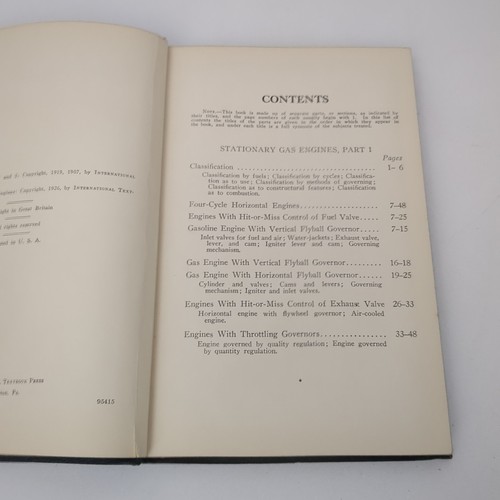 and 2: Copyright, 1919, 1937, by INTERNATIONAL
Copyright, 1926, by INTERNATIONAL TEXT-
in Great Britain
rights reserved
in U. S. A.
TEXTBOOK PRESS
PA.
95415
CONTENTS
NOTE.—This book is made up of separate parts, or sections, as indicated by
their titles, and the page numbers of each usually begin with 1. In this list of
contents the titles of the parts are given in the order in which they appear in
the book, and under each title is a full synopsis of the subjects treated.
STATIONARY GAS ENGINES, PART 1
Pages
Classification .......... 1- 6
Classification by fuels; Classification by cycles; Classifica-
tion as to use; Classification by methods of governing;
Classification as to constructural features; Classification
as to combustion.
Four-Cycle Horizontal Engines .......... 7-48
Engines With Hit-or-Miss Control of Fuel Valve ..... 7-25
Gasoline Engine With Vertical Flyball Governor ...... 7-15
Inlet valves for fuel and air; Water-jackets; Exhaust valve,
lever, and cam; Igniter lever and cam; Governing
mechanism.
Gas Engine With Vertical Flyball Governor .......... 16-18
Gas Engine With Horizontal Flyball Governor ....... 19-25
Cylinder and valves; Cams and levers; Governing
mechanism; Igniter and inlet valves.
Engines With Hit-or-Miss Control of Exhaust Valve 26-33
Horizontal engine with flywheel governor; Air-cooled
engine.
Engines With Throttling Governors .......... 33-48
Engine governed by quality regulation; Engine governed
by quantity regulation.